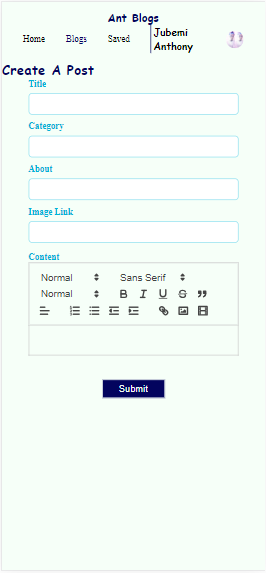 Ant Blogs
Home Blogs Saved Jubemi Anthony
Create A Post
Title
Category
About
Image Link
Content
Normal Sans Serif
Normal B I U S
Submit